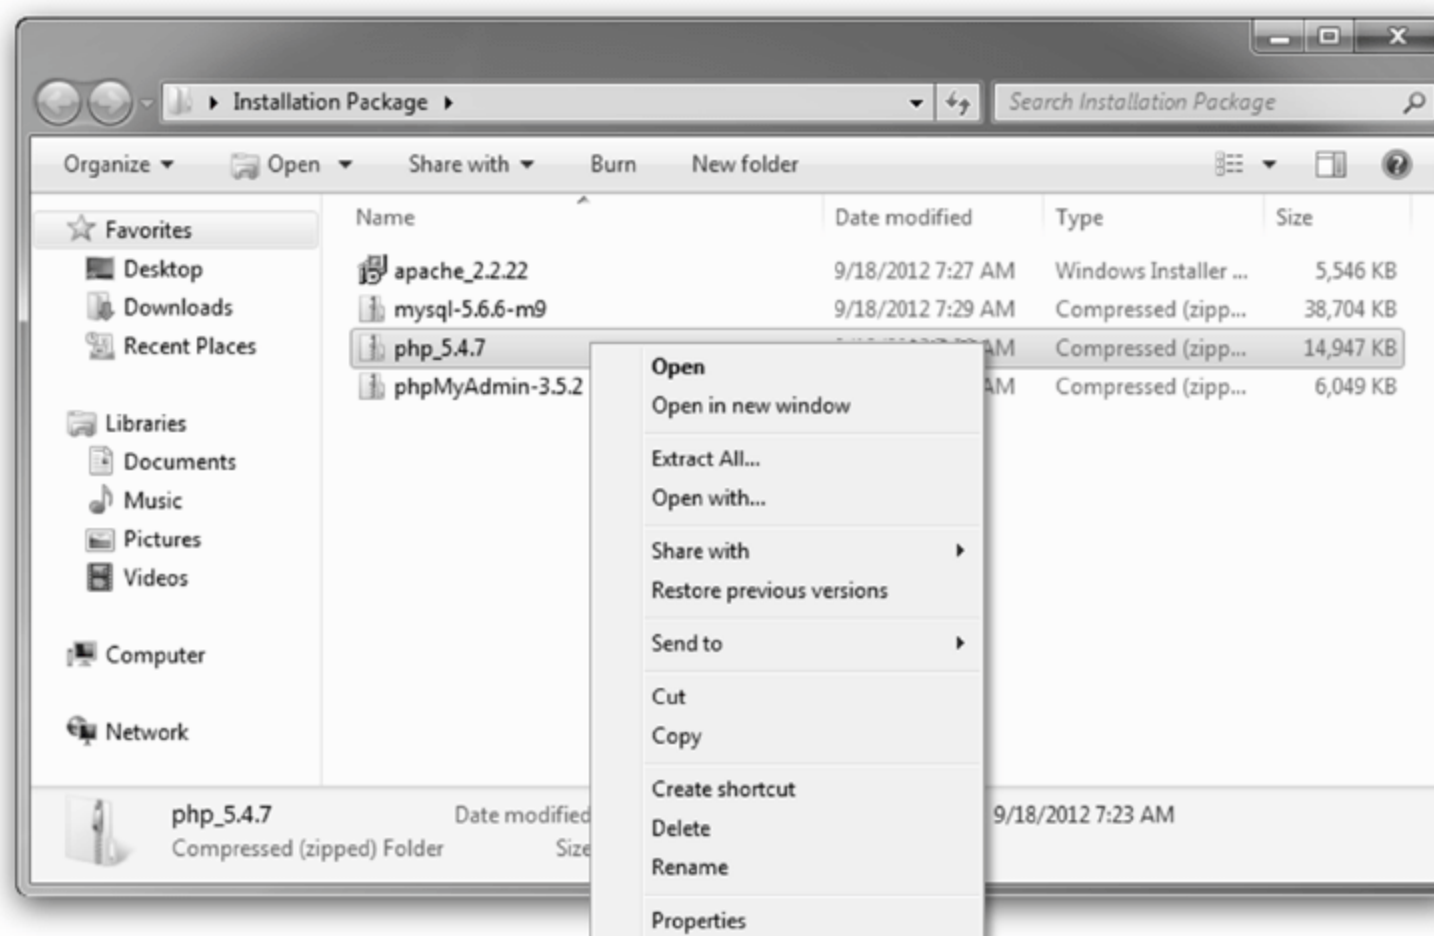 Installation Package
Search Installation Package
Organize Open Share with Burn New folder
Name Date modified Type Size
Favorites
Desktop
Downloads
Recent Places
Libraries
Documents
Music
Pictures
Videos
Computer
Network
apache_2.2.22 9/18/2012 7:27 AM Windows Installer ... 5,546 KB
mysql-5.6.6-m9 9/18/2012 7:29 AM Compressed (zipp... 38,704 KB
php_5.4.7 AM Compressed (zipp... 14,947 KB
phpMyAdmin-3.5.2 AM Compressed (zipp... 6,049 KB
Open
Open in new window
Extract All...
Open with...
Share with
Restore previous versions
Send to
Cut
Copy
Create shortcut
Delete
Rename
Properties
php_5.4.7 Date modified 9/18/2012 7:23 AM
Compressed (zipped) Folder Size